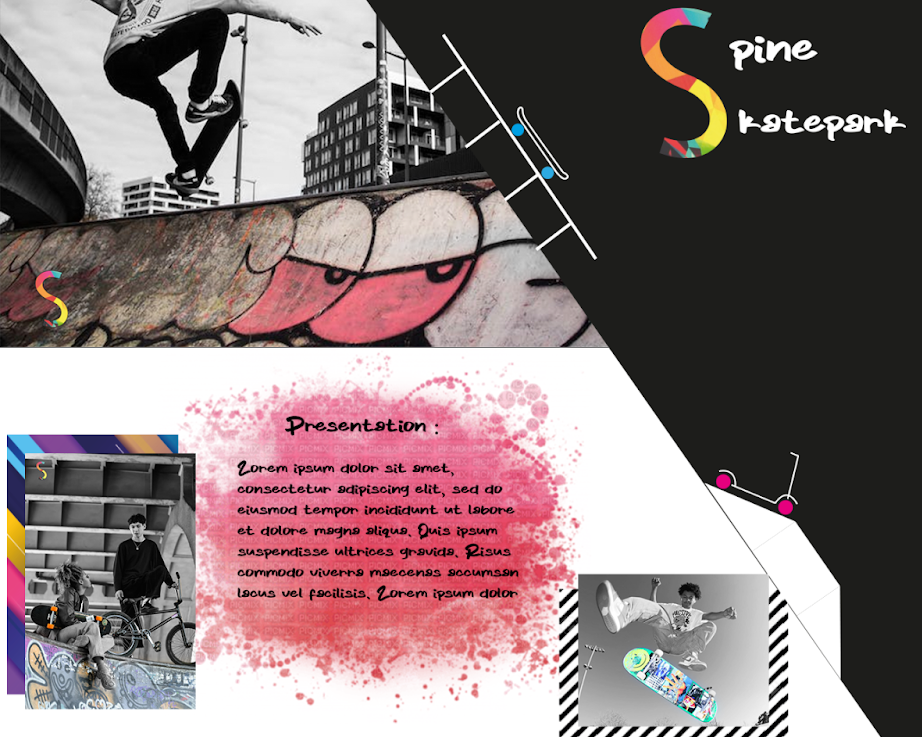 Spine
Skatepark
Presentation :
Lorem ipsum dolor sit amet,
consectetur adipiscing elit, sed do
eiusmod tempor incididunt ut labore
et dolore magna aliqua. Quis ipsum
suspendisse ultrices gravida. Risus
commodo viverra maecenas accumsan
lacus vel facilisis. Lorem ipsum dolor